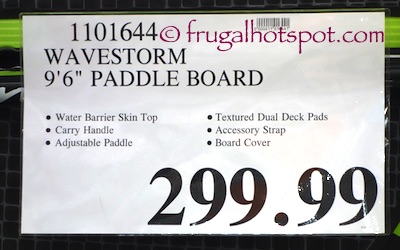 1101644
© frugalhotspot.com
WAVESTORM
9'6" PADDLE BOARD
• Water Barrier Skin Top
• Carry Handle
• Adjustable Paddle
• Textured Dual Deck Pads
• Accessory Strap
• Board Cover
299.99